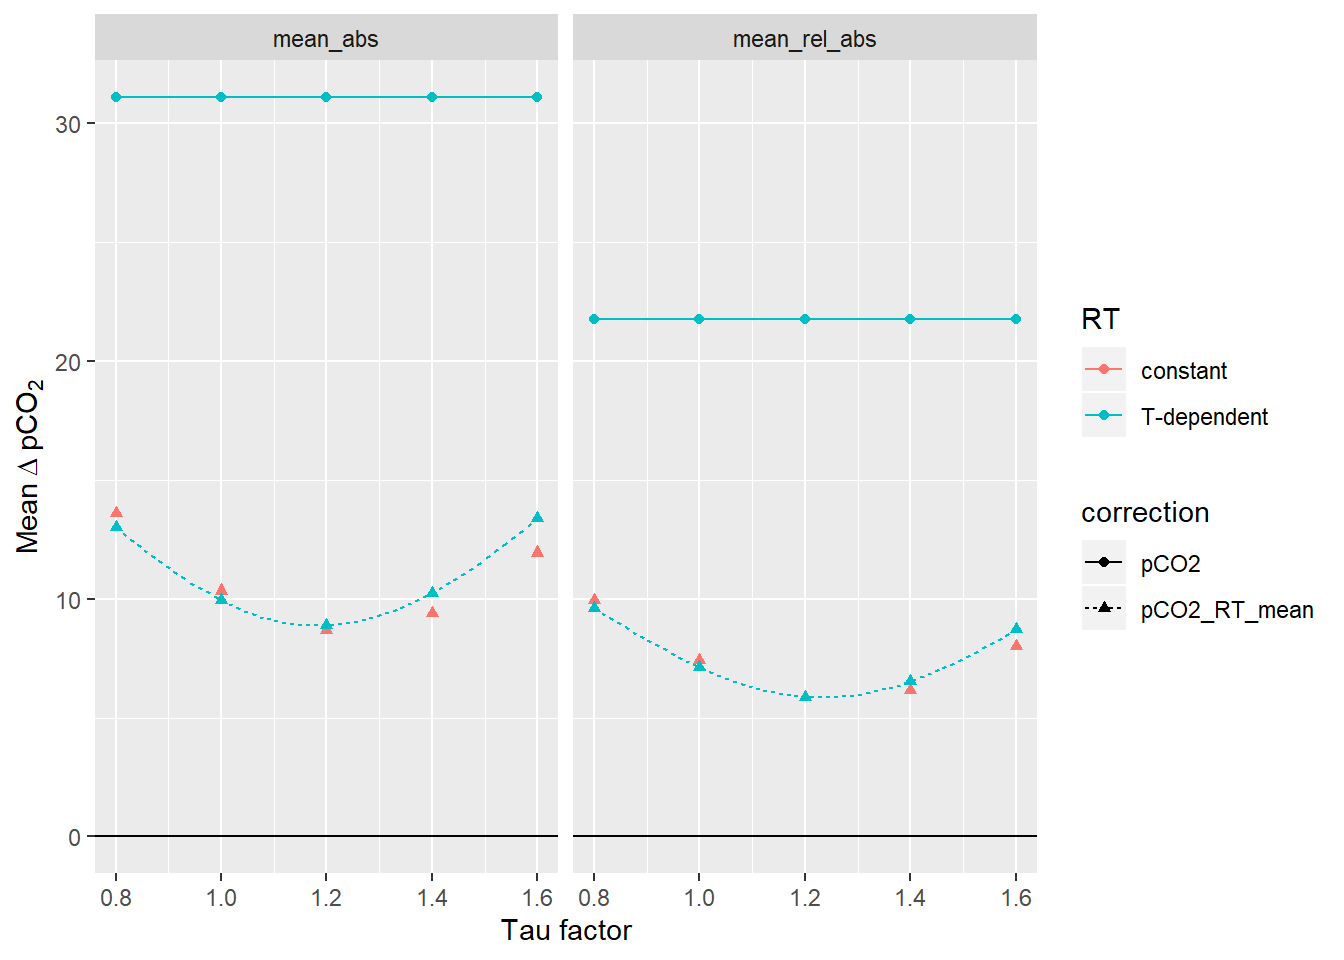 mean_abs
mean_rel_abs
30
20
10
0
Mean Δ pCO₂
0.8 1.0 1.2 1.4 1.6
0.8 1.0 1.2 1.4 1.6
Tau factor
RT
constant
T-dependent
correction
pCO2
pCO2_RT_mean